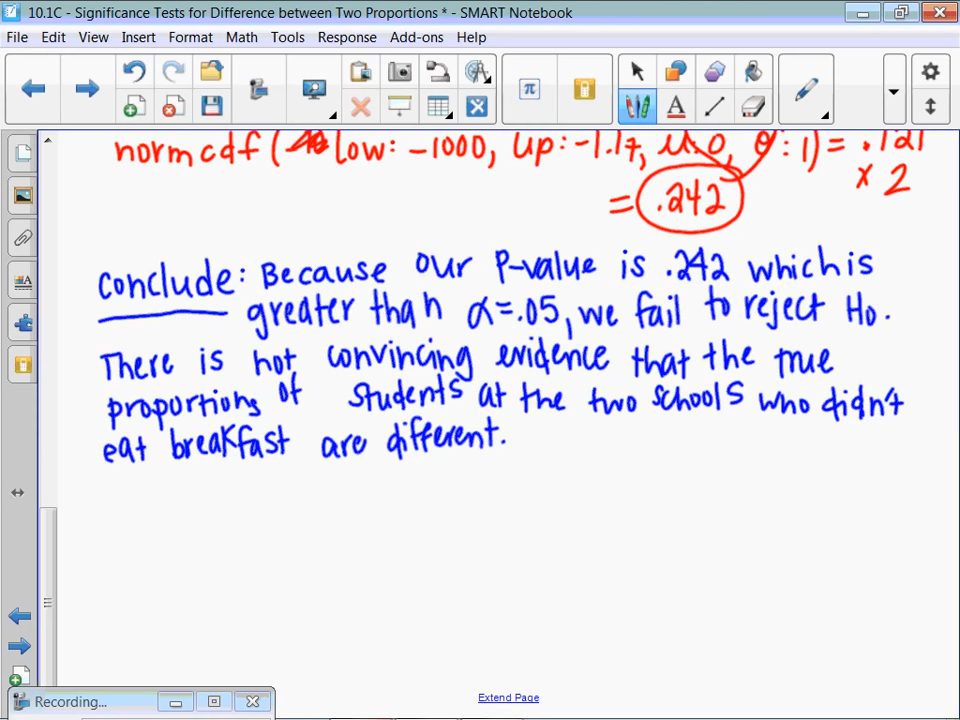 10.1C - Significance Tests for Difference between Two Proportions * - SMART Notebook
File Edit View Insert Format Math Tools Response Add-ons Help
normcdf ( low: -1000, up: -1.17, μ: 0, σ: 1) = .121
x 2
= .242
Conclude: Because our P-value is .242 which is
greater than α=.05, we fail to reject Ho.
There is not convincing evidence that the true
proportions of students at the two schools who didn't
eat breakfast are different.
Extend Page
Recording...